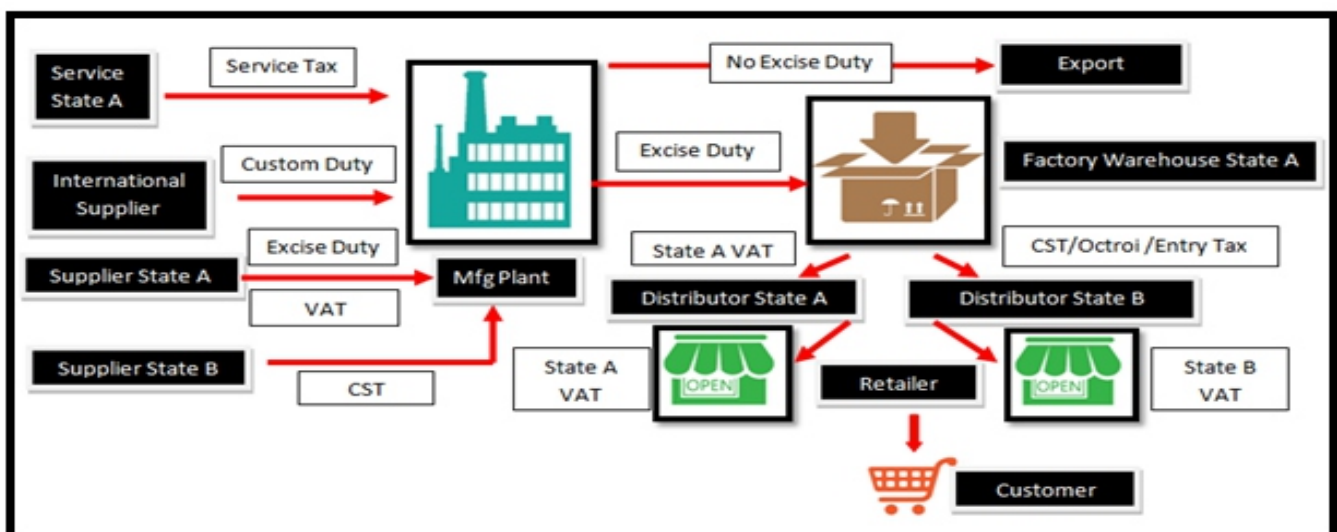 Service
State A
Service Tax
No Excise Duty
Export
International
Supplier
Custom Duty
Excise Duty
Factory Warehouse State A
Supplier State A
Excise Duty
VAT
Mfg Plant
State A VAT
CST/Octroi /Entry Tax
Distributor State A
Distributor State B
Supplier State B
CST
State A
VAT
OPEN
Retailer
OPEN
State B
VAT
Customer